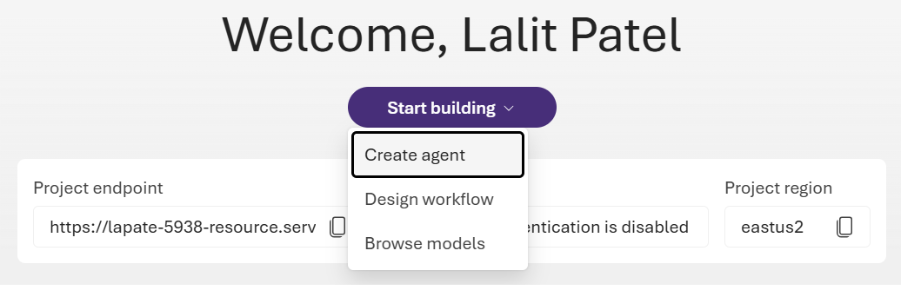 Welcome, Lalit Patel
Start building
Create agent
Design workflow
Browse models
Project endpoint
https://lapate-5938-resource.serv
entication is disabled
Project region
eastus2